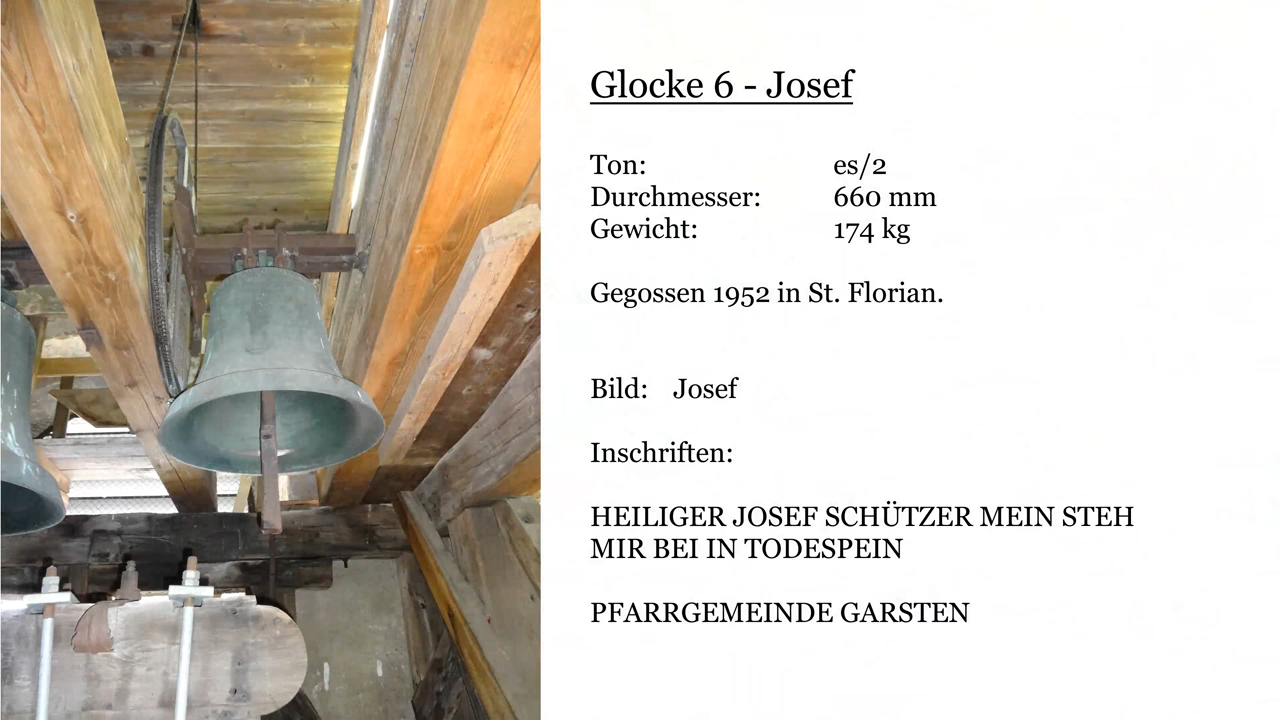 Glocke 6 - Josef
Ton: es/2
Durchmesser: 660 mm
Gewicht: 174 kg
Gegossen 1952 in St. Florian.
Bild: Josef
Inschriften:
HEILIGER JOSEF SCHÜTZER MEIN STEH
MIR BEI IN TODESPEIN
PFARRGEMEINDE GARSTEN